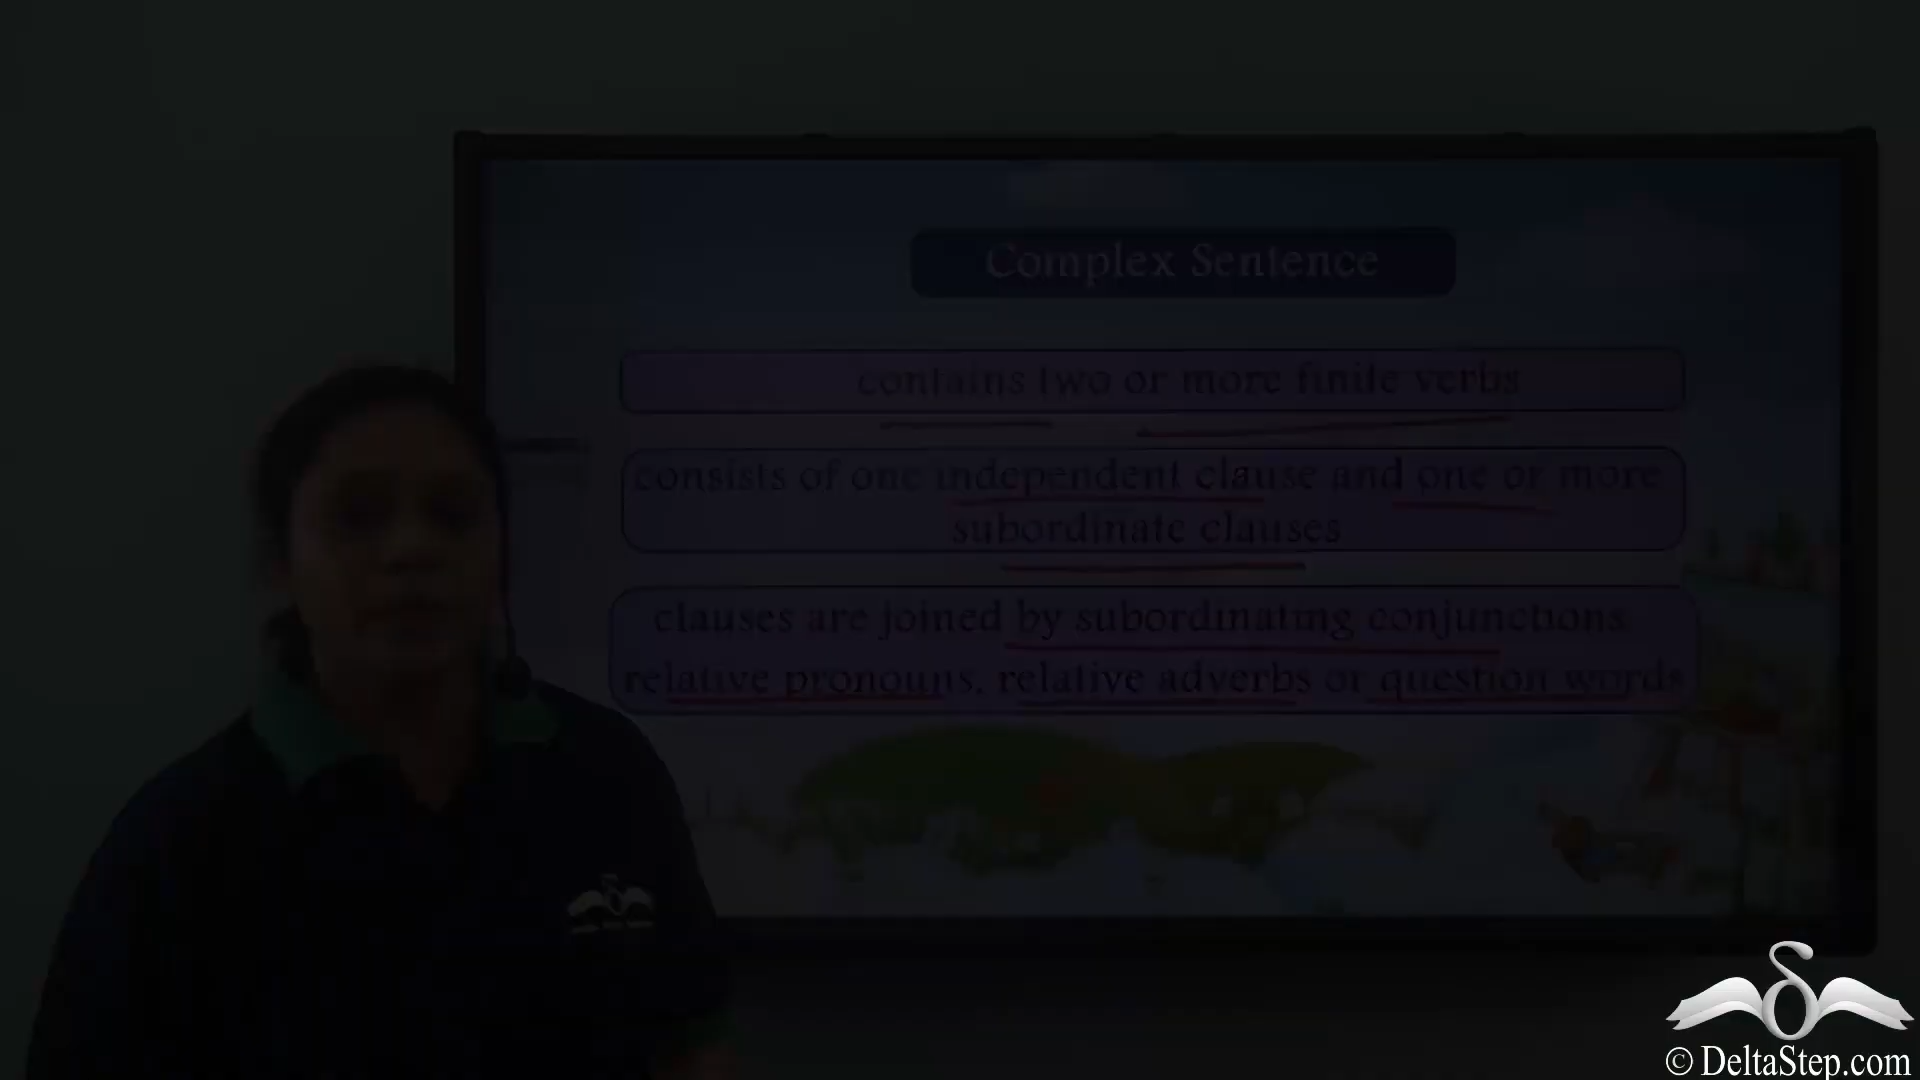 Complex Sentence
contains two or more finite verbs
consists of one independent clause and one or more
subordinate clauses
clauses are joined by subordinating conjunctions
relative pronouns, relative adverbs or question words
© DeltaStep.com